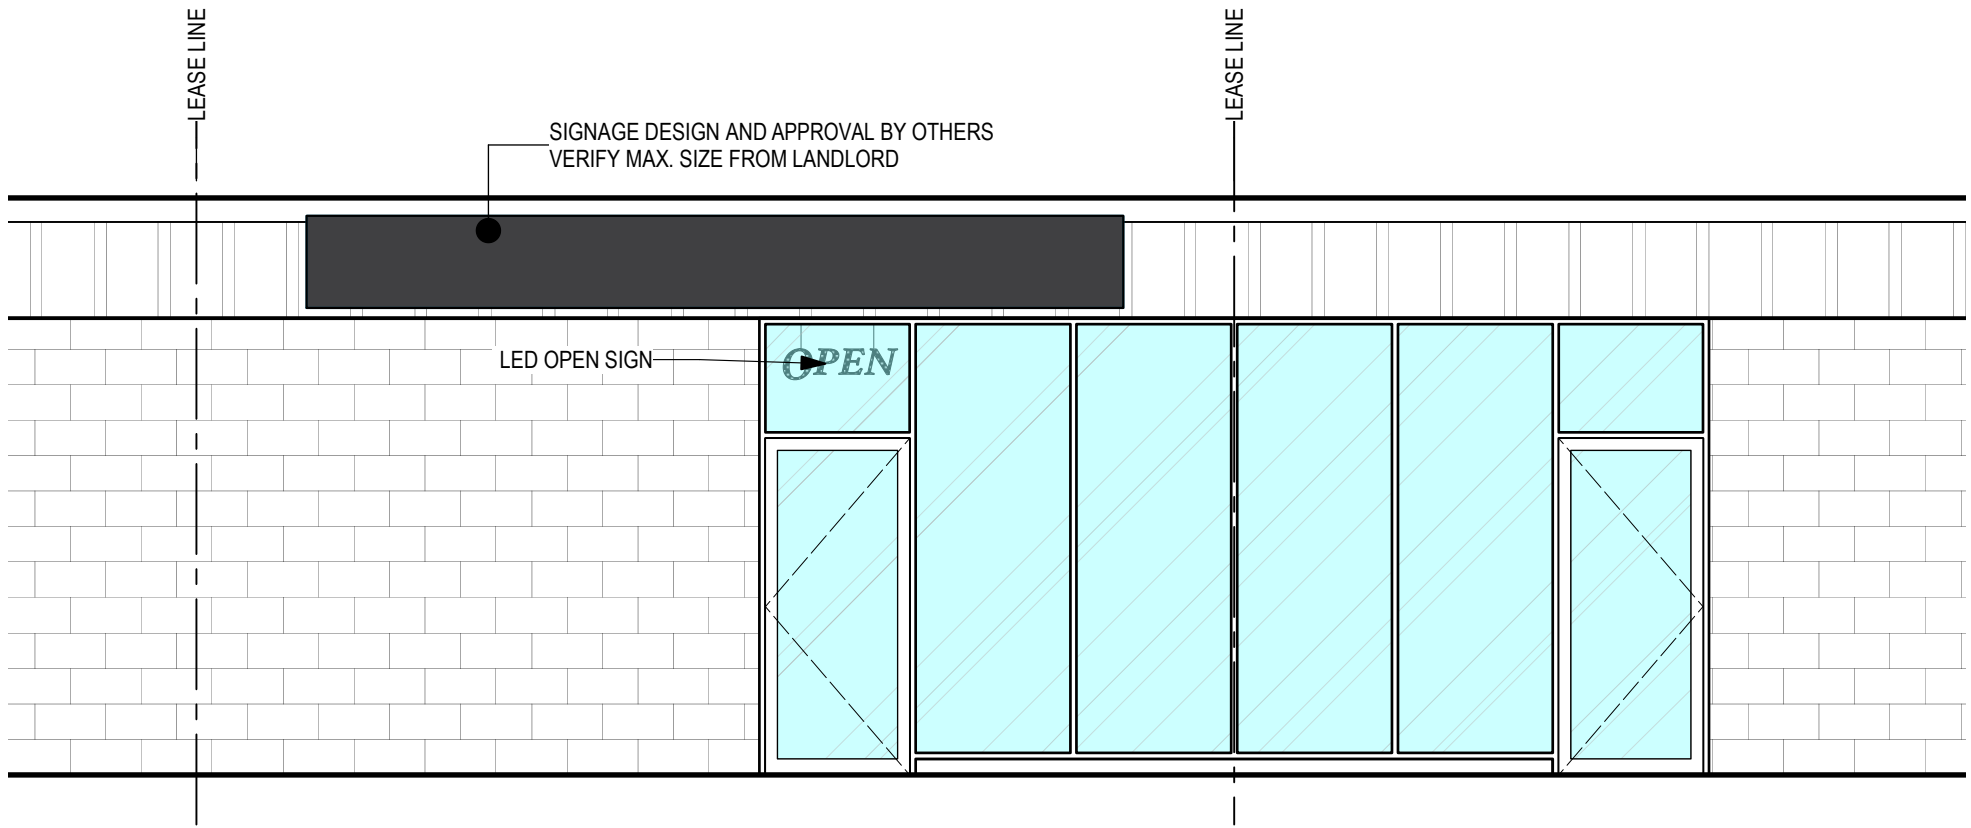 LEASE LINE
LEASE LINE
SIGNAGE DESIGN AND APPROVAL BY OTHERS
VERIFY MAX. SIZE FROM LANDLORD
LED OPEN SIGN
OPEN